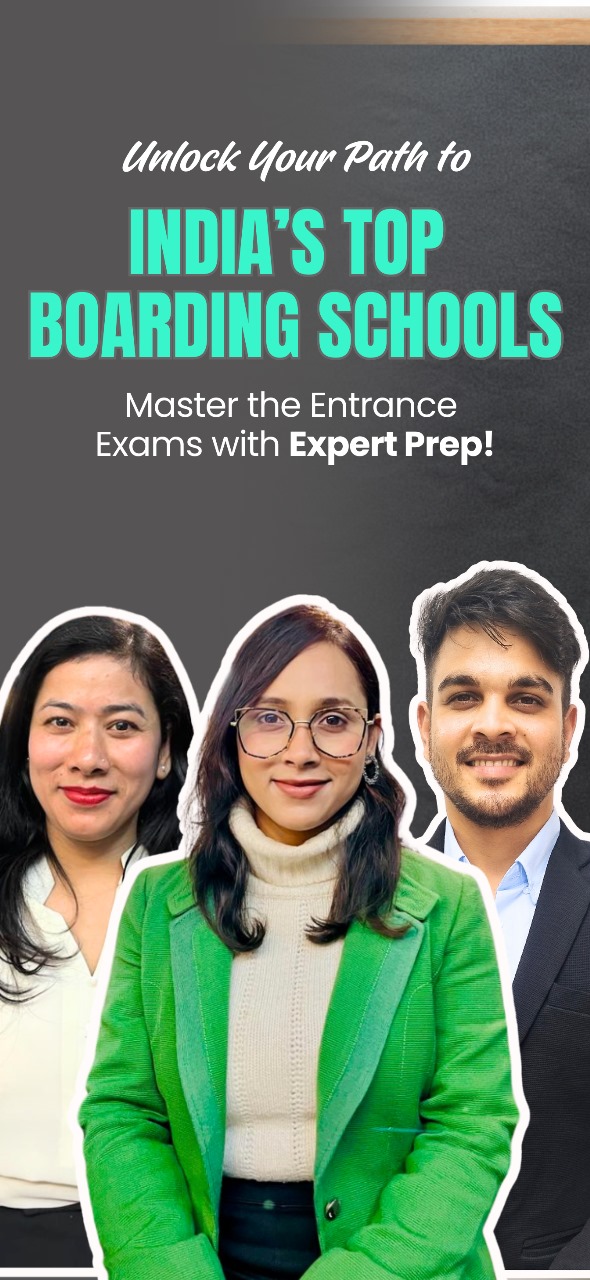 Unlock Your Path to
INDIA’S TOP
BOARDING SCHOOLS
Master the Entrance
Exams with Expert Prep!